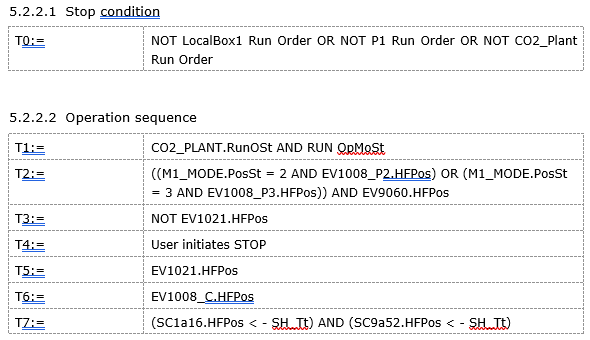 5.2.2.1 Stop condition
T0:= NOT LocalBox1 Run Order OR NOT P1 Run Order OR NOT CO2_Plant
Run Order
5.2.2.2 Operation sequence
T1:= CO2_PLANT.RunOSt AND RUN OpMoSt
T2:= ((M1_MODE.PosSt = 2 AND EV1008_P2.HFPos) OR (M1_MODE.PosSt
= 3 AND EV1008_P3.HFPos)) AND EV9060.HFPos
T3:= NOT EV1021.HFPos
T4:= User initiates STOP
T5:= EV1021.HFPos
T6:= EV1008_C.HFPos
T7:= (SC1a16.HFPos < - SH_Tt) AND (SC9a52.HFPos < - SH_Tt)